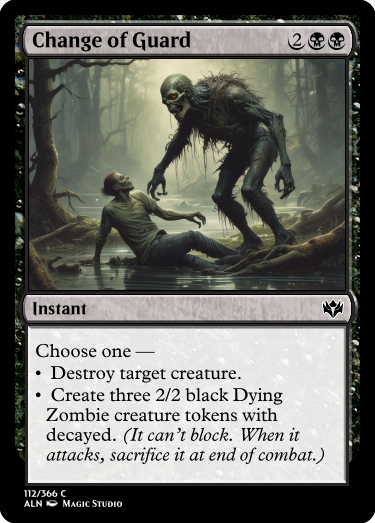 Change of Guard 2
Instant
Choose one —
• Destroy target creature.
• Create three 2/2 black Dying
Zombie creature tokens with
decayed. (It can't block. When it
attacks, sacrifice it at end of combat.)
112/366 C
ALN Magic Studio